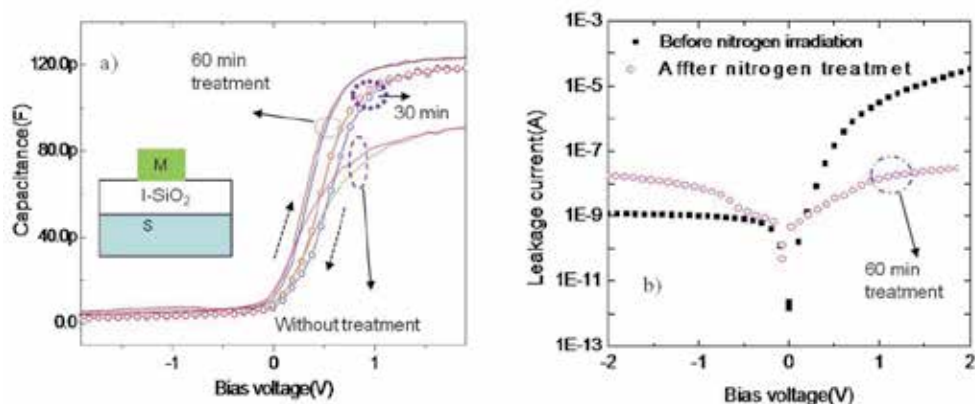 a)
60 min
treatment
30 min
M
I-SiO₂
S
Without treatment
Capacitance(F)
120.0p
80.0p
40.0p
0.0
-1
0
1
Bias voltage(V)
1E-3
Before nitrogen irradiation
Affter nitrogen treatmet
1E-5
1E-7
1E-9
1E-11
1E-13
Leakage current(A)
60 min
treatment
b)
-2
-1
0
1
2
Bias voltage(V)